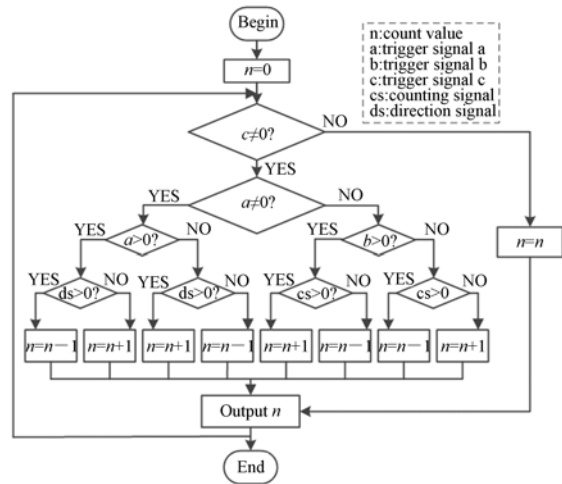 Begin
n:count value
a:trigger signal a
b:trigger signal b
c:trigger signal c
cs:counting signal
ds:direction signal
n=0
c≠0?
NO
YES
YES
a≠0?
NO
YES
a>0?
NO
YES
b>0?
NO
n=n
YES
ds>0?
NO
YES
ds>0?
NO
YES
cs>0?
NO
YES
cs>0
NO
n=n−1
n=n+1
n=n+1
n=n−1
n=n+1
n=n−1
n=n−1
n=n+1
Output n
End